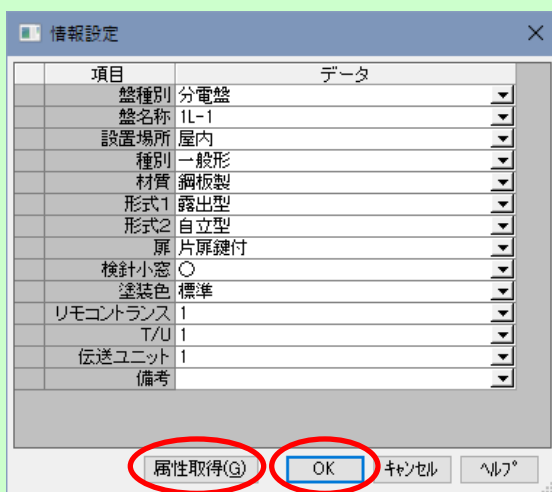 情報設定
項目 データ
盤種別 分電盤
盤名称 1L-1
設置場所 屋内
種別 一般形
材質 鋼板製
形式1 露出型
形式2 自立型
扉 片扉鍵付
検針小窓 ○
塗装色 標準
リモコントランス 1
T/U 1
伝送ユニット 1
備考
属性取得(G) OK キャンセル ヘルプ